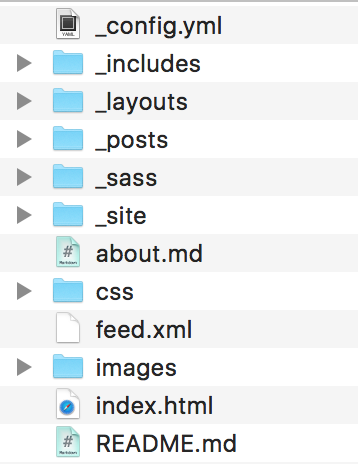 _config.yml
_includes
_layouts
_posts
_sass
_site
about.md
css
feed.xml
images
index.html
README.md